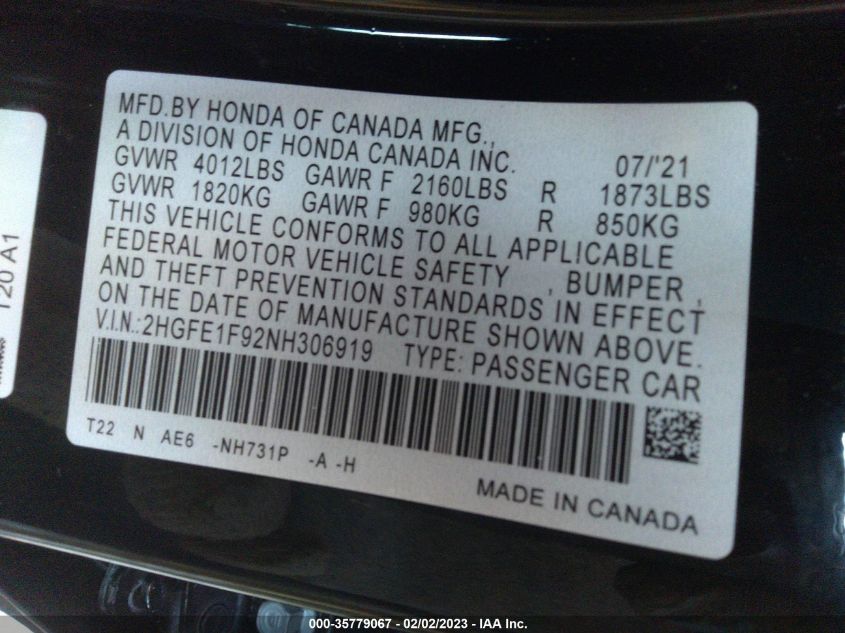 MFD.BY HONDA OF CANADA MFG.,
A DIVISION OF HONDA CANADA INC. 07/'21
GVWR 4012LBS GAWR F 2160LBS R 1873LBS
GVWR 1820KG GAWR F 980KG R 850KG
THIS VEHICLE CONFORMS TO ALL APPLICABLE
FEDERAL MOTOR VEHICLE SAFETY , BUMPER ,
AND THEFT PREVENTION STANDARDS IN EFFECT
ON THE DATE OF MANUFACTURE SHOWN ABOVE.
V.I.N.:2HGFE1F92NH306919 TYPE: PASSENGER CAR
T22 N AE6 -NH731P -A -H
MADE IN CANADA
T20 A1
000-35779067 — 02/02/2023 — IAA Inc.